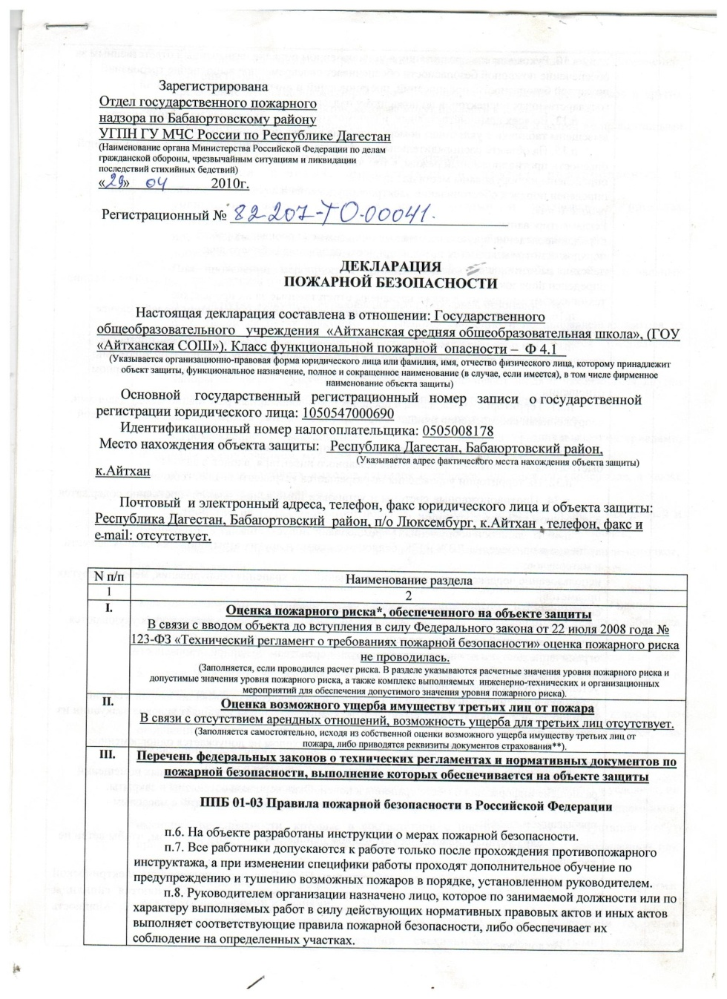 Зарегистрирована
Отдел государственного пожарного
надзора по Бабаюртовскому району
УГПН ГУ МЧС России по Республике Дагестан
(Наименование органа Министерства Российской Федерации по делам
гражданской обороны, чрезвычайным ситуациям и ликвидации
последствий стихийных бедствий)
«29» 04 2010г.
Регистрационный № 82207-ТО-00041.
ДЕКЛАРАЦИЯ
ПОЖАРНОЙ БЕЗОПАСНОСТИ
Настоящая декларация составлена в отношении: Государственного
общеобразовательного учреждения «Айтханская средняя общеобразовательная школа», (ГОУ
«Айтханская СОШ»). Класс функциональной пожарной опасности – Ф 4.1
(Указывается организационно-правовая форма юридического лица или фамилия, имя, отчество физического лица, которому принадлежит
объект защиты, функциональное назначение, полное и сокращенное наименование (в случае, если имеется), в том числе фирменное
наименование объекта защиты)
Основной государственный регистрационный номер записи о государственной
регистрации юридического лица: 1050547000690
Идентификационный номер налогоплательщика: 0505008178
Место нахождения объекта защиты: Республика Дагестан, Бабаюртовский район,
(Указывается адрес фактического места нахождения объекта защиты)
к.Айтхан
Почтовый и электронный адреса, телефон, факс юридического лица и объекта защиты:
Республика Дагестан, Бабаюртовский район, п/о Люксембург, к.Айтхан , телефон, факс и
e-mail: отсутствует.
N п/п Наименование раздела
1 2
I. Оценка пожарного риска*, обеспеченного на объекте защиты
В связи с вводом объекта до вступления в силу Федерального закона от 22 июля 2008 года №
123-ФЗ «Технический регламент о требованиях пожарной безопасности» оценка пожарного риска
не проводилась.
(Заполняется, если проводился расчет риска. В разделе указываются расчетные значения уровня пожарного риска и
допустимые значения уровня пожарного риска, а также комплекс выполняемых инженерно-технических и организационных
мероприятий для обеспечения допустимого значения уровня пожарного риска).
II. Оценка возможного ущерба имуществу третьих лиц от пожара
В связи с отсутствием арендных отношений, возможность ущерба для третьих лиц отсутствует.
(Заполняется самостоятельно, исходя из собственной оценки возможного ущерба имуществу третьих лиц от
пожара, либо приводятся реквизиты документов страхования**).
III. Перечень федеральных законов о технических регламентах и нормативных документов по
пожарной безопасности, выполнение которых обеспечивается на объекте защиты
ППБ 01-03 Правила пожарной безопасности в Российской Федерации
п.6. На объекте разработаны инструкции о мерах пожарной безопасности.
п.7. Все работники допускаются к работе только после прохождения противопожарного
инструктажа, а при изменении специфики работы проходят дополнительное обучение по
предупреждению и тушению возможных пожаров в порядке, установленном руководителем.
п.8. Руководителем организации назначено лицо, которое по занимаемой должности или по
характеру выполняемых работ в силу действующих нормативных правовых актов и иных актов
выполняет соответствующие правила пожарной безопасности, либо обеспечивает их
соблюдение на определенных участках.